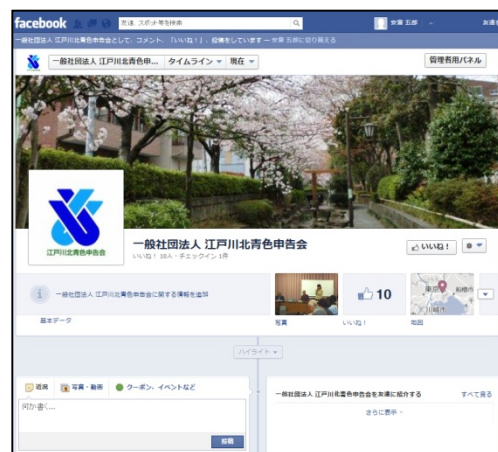 facebook
友達、スポット等を検索
安齋 五郎
一般社団法人 江戸川北青色申告会として、コメント、「いいね！」、投稿をしています — 安齋 五郎に切り替える
一般社団法人 江戸川北青色申... タイムライン 現在
管理者用パネル
江戸川北青色申告会
一般社団法人 江戸川北青色申告会
いいね！ 10人・チェックイン 1件
いいね！
一般社団法人 江戸川北青色申告会に関する情報を追加
基本データ
10
東京
船橋市
川崎市
写真
いいね！
地図
ハイライト
近況 写真・動画 クーポン、イベントなど
何か書く...
投稿
一般社団法人 江戸川北青色申告会を友達に紹介する
すべて見る
さらに表示